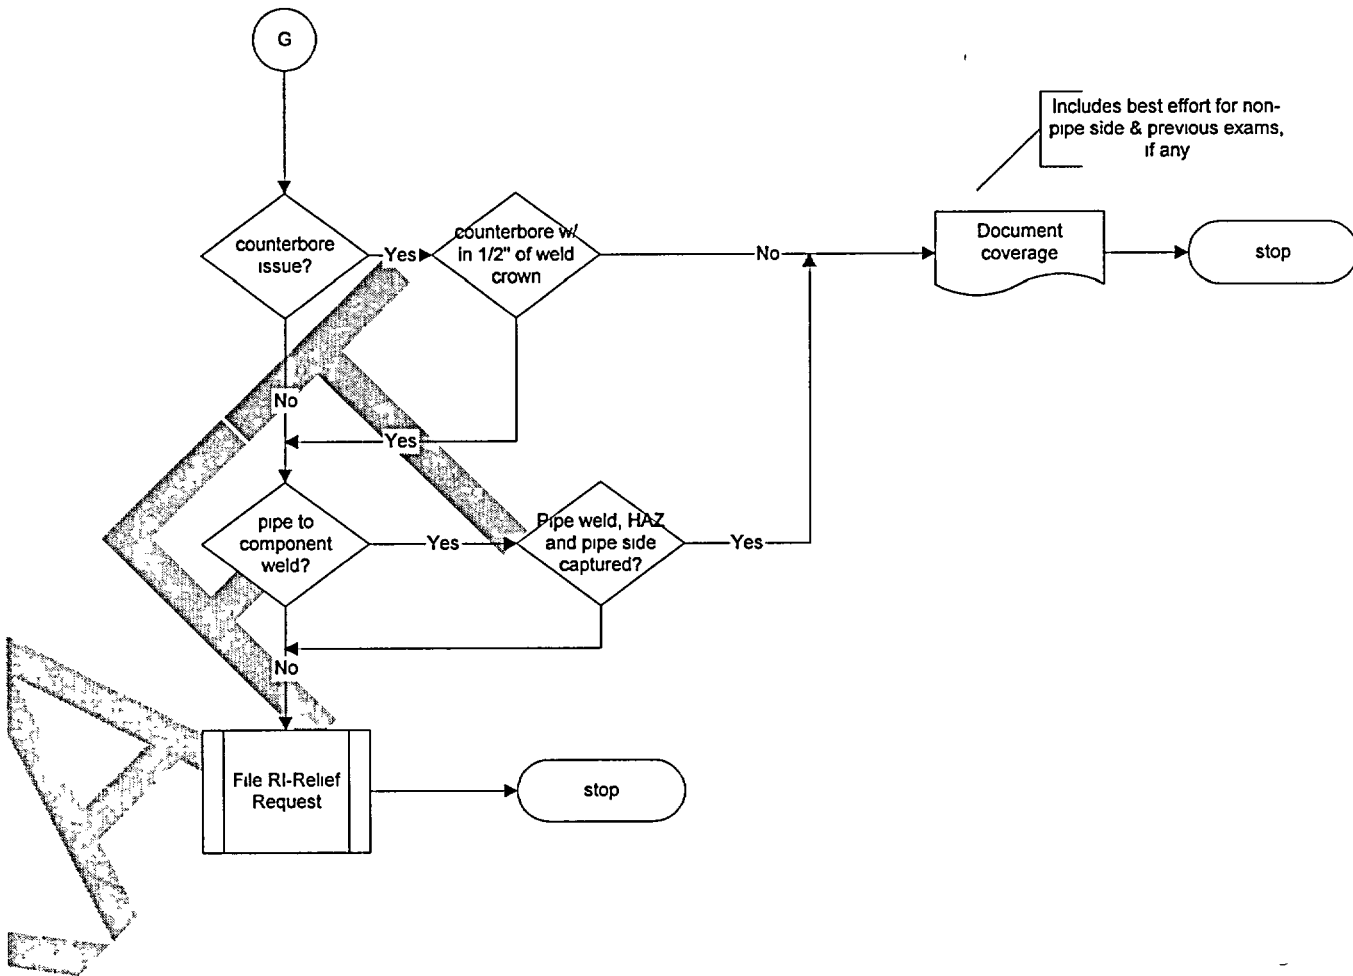 G
Includes best effort for non-
pipe side & previous exams,
if any
counterbore
issue?
Yes
counterbore w/
in 1/2" of weld
crown
No
Document
coverage
stop
No
Yes
pipe to
component
weld?
Yes
Pipe weld, HAZ
and pipe side
captured?
Yes
No
File RI-Relief
Request
stop